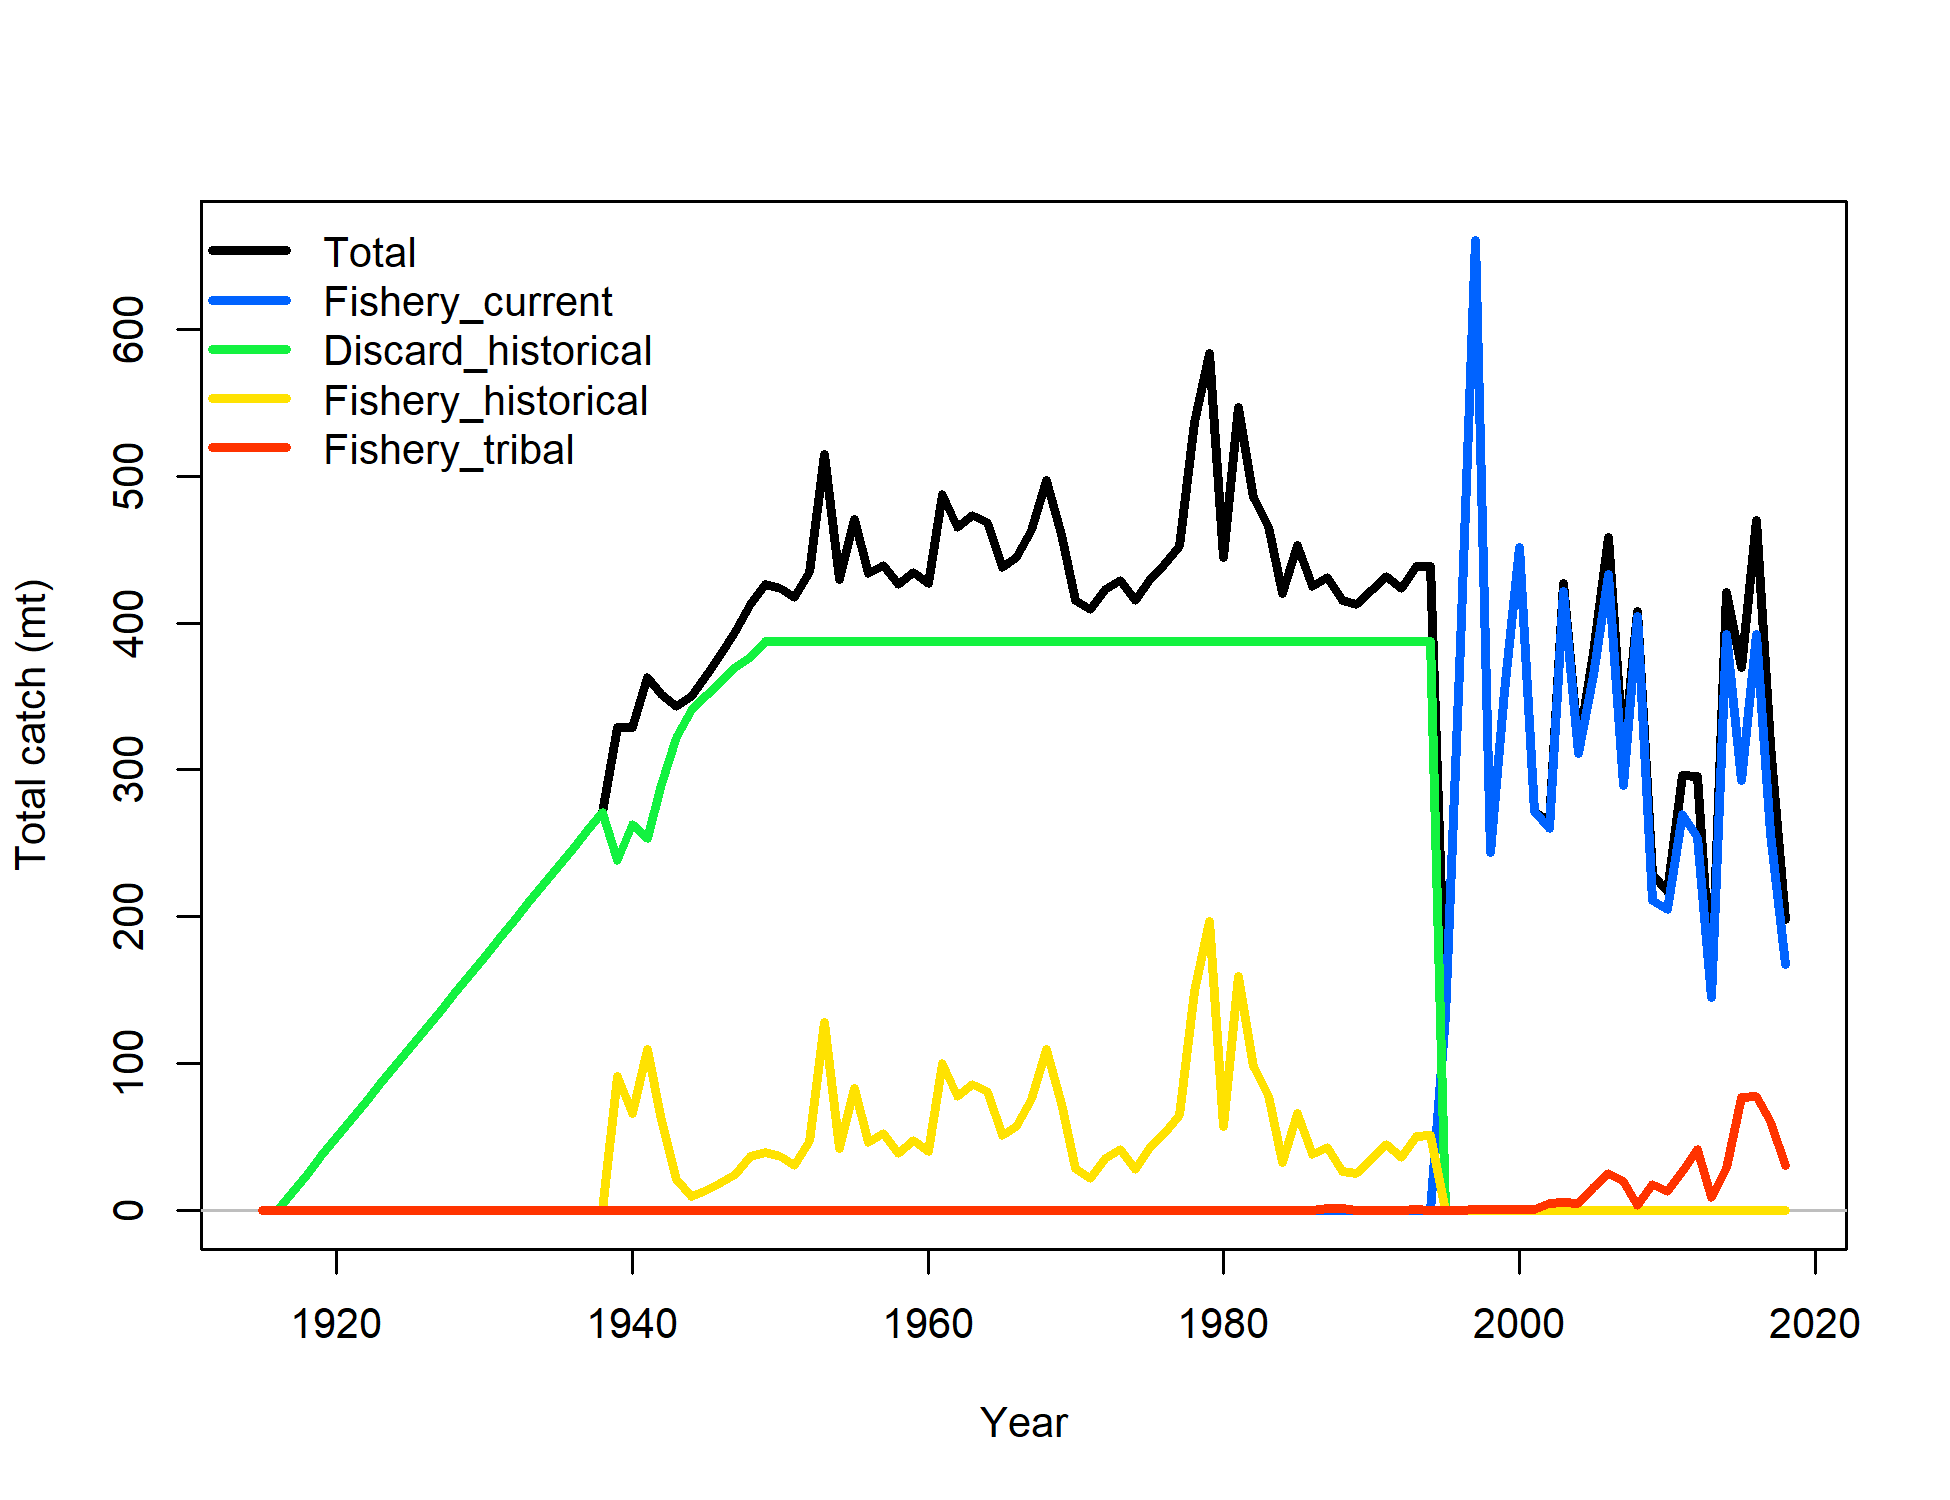 Total
Fishery_current
Discard_historical
Fishery_historical
Fishery_tribal
Total catch (mt)
600
500
400
300
200
100
0
1920 1940 1960 1980 2000 2020
Year